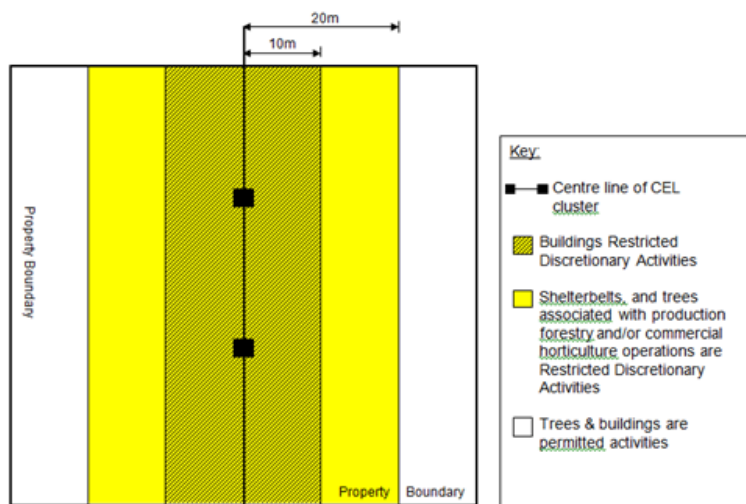 20m
10m
Property Boundary
Property Boundary
Key:
Centre line of CEL
cluster
Buildings Restricted
Discretionary Activities
Shelterbelts, and trees
associated with production
forestry and/or commercial
horticulture operations are
Restricted Discretionary
Activities
Trees & buildings are
permitted activities